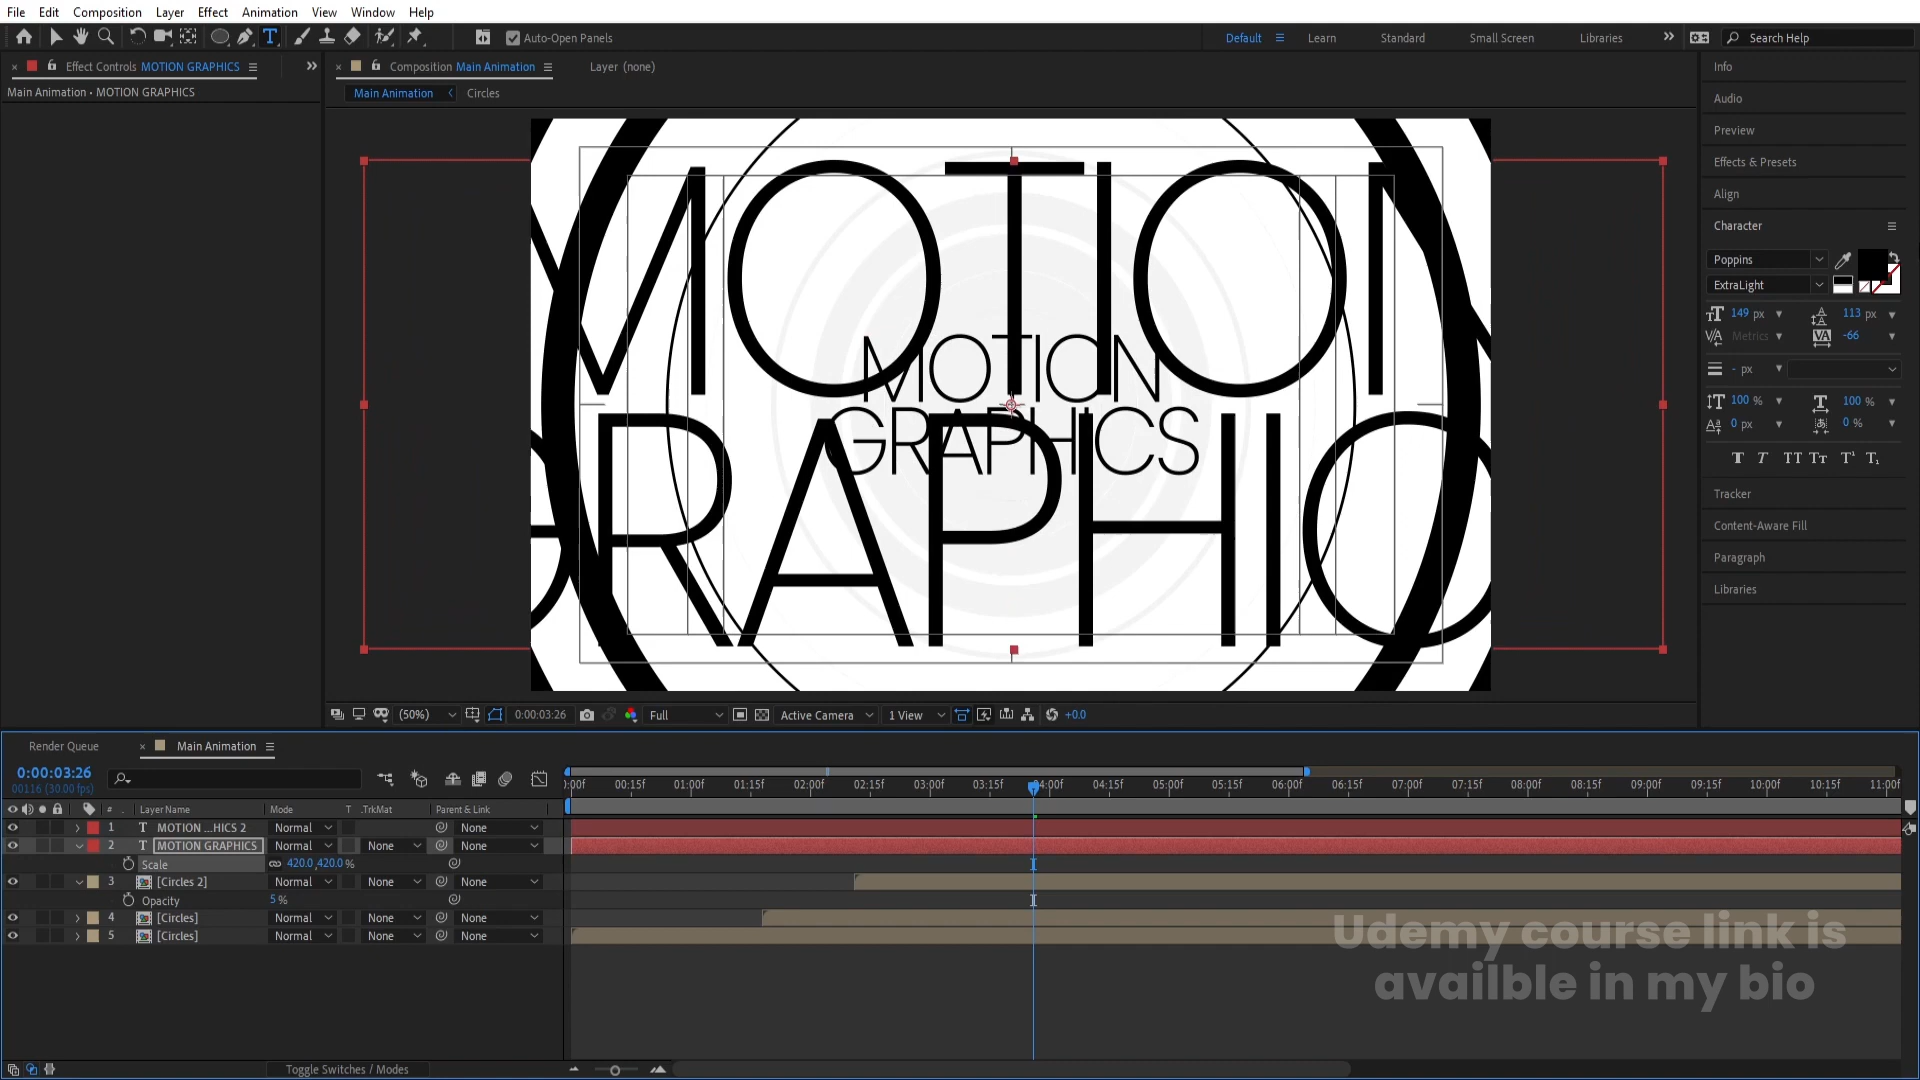 File Edit Composition Layer Effect Animation View Window Help
Auto-Open Panels
Default Learn Standard Small Screen Libraries Search Help
Effect Controls MOTION GRAPHICS
Composition Main Animation Layer (none)
Main Animation • MOTION GRAPHICS
Main Animation Circles
MOTION
GRAPHIC
MOTION
GRAPHICS
Info
Audio
Preview
Effects & Presets
Align
Character
Poppins
ExtraLight
149 px 113 px
Metrics -66
- px
100 % 100 %
0 px 0 %
Tracker
Content-Aware Fill
Paragraph
Libraries
(50%) 0:00:03:26 Full Active Camera 1 View +0.0
Render Queue Main Animation
0:00:03:26
00116 (30.00 fps)
:00f 00:15f 01:00f 01:15f 02:00f 02:15f 03:00f 03:15f 04:00f 04:15f 05:00f 05:15f 06:00f 06:15f 07:00f 07:15f 08:00f 08:15f 09:00f 09:15f 10:00f 10:15f 11:00f
# Layer Name Mode T .TrkMat Parent & Link
1 T MOTION ...HICS 2 Normal None
2 T MOTION GRAPHICS Normal None None
Scale 420.0,420.0 %
3 [Circles 2] Normal None None
Opacity 5 %
4 [Circles] Normal None None
5 [Circles] Normal None None
Udemy course link is
availble in my bio
Toggle Switches / Modes